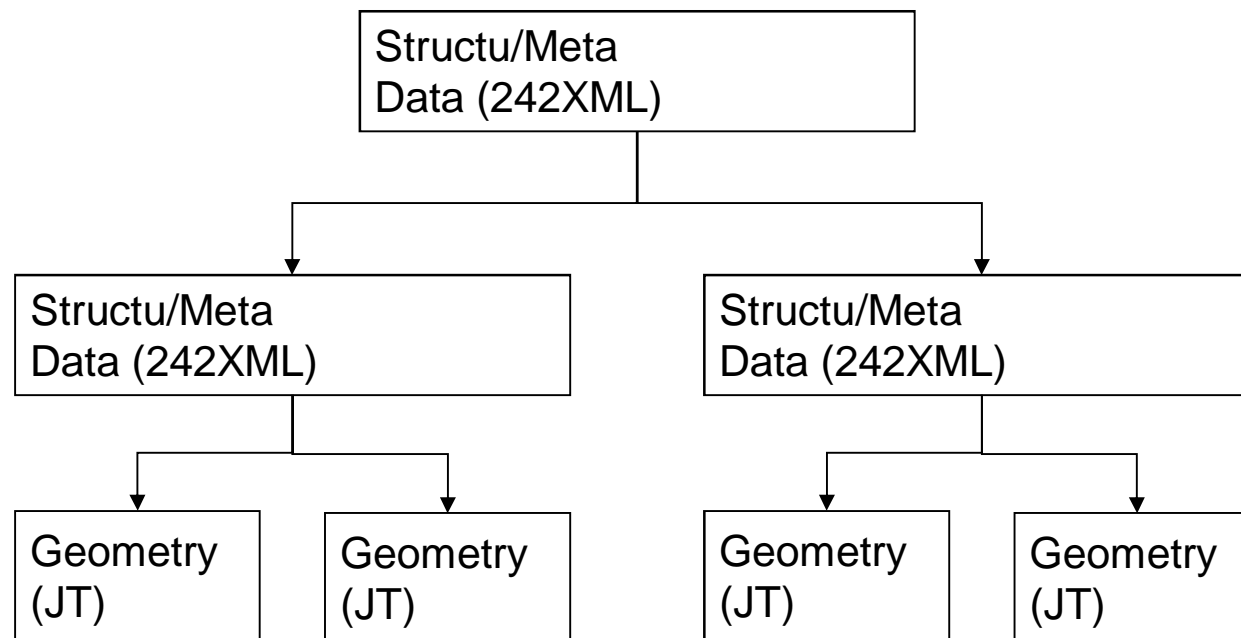 Structu/Meta
Data (242XML)
Structu/Meta
Data (242XML)
Structu/Meta
Data (242XML)
Geometry
(JT)
Geometry
(JT)
Geometry
(JT)
Geometry
(JT)